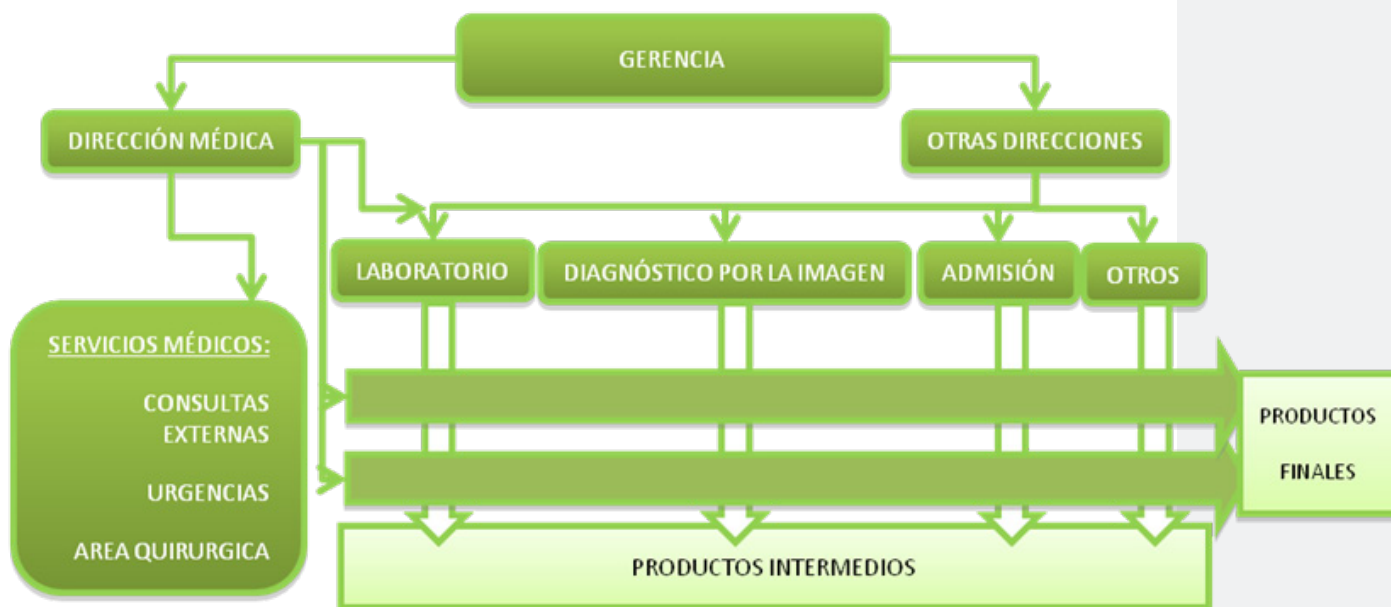 GERENCIA
DIRECCIÓN MÉDICA
OTRAS DIRECCIONES
LABORATORIO
DIAGNÓSTICO POR LA IMAGEN
ADMISIÓN
OTROS
SERVICIOS MÉDICOS:
CONSULTAS
EXTERNAS
URGENCIAS
AREA QUIRURGICA
PRODUCTOS
FINALES
PRODUCTOS INTERMEDIOS